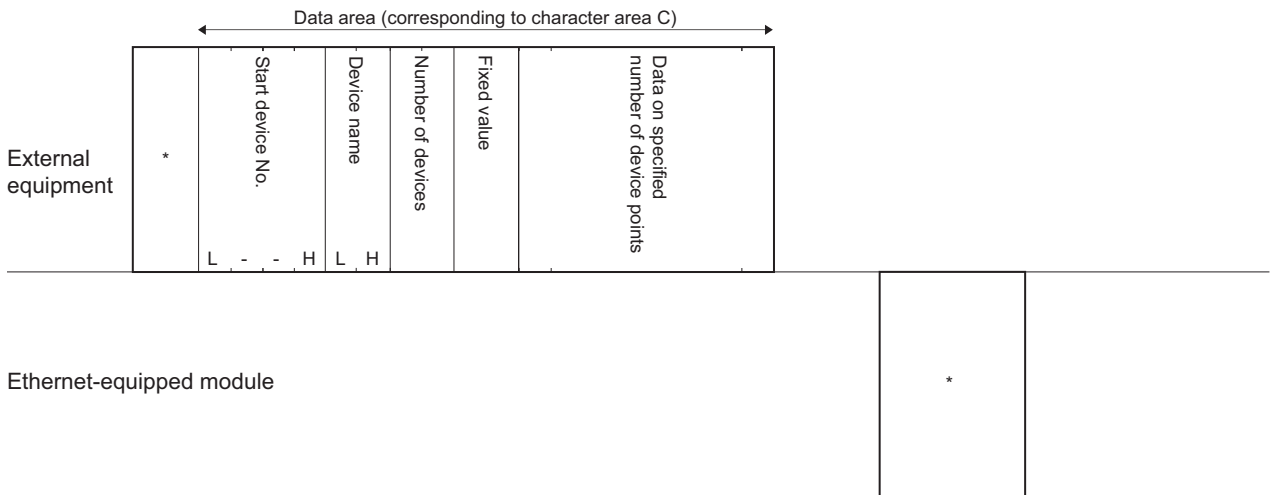 Data area (corresponding to character area C)
External
equipment
*
Start device No.
L - - H
Device name
L H
Number of devices
Fixed value
Data on specified
number of device points
Ethernet-equipped module
*